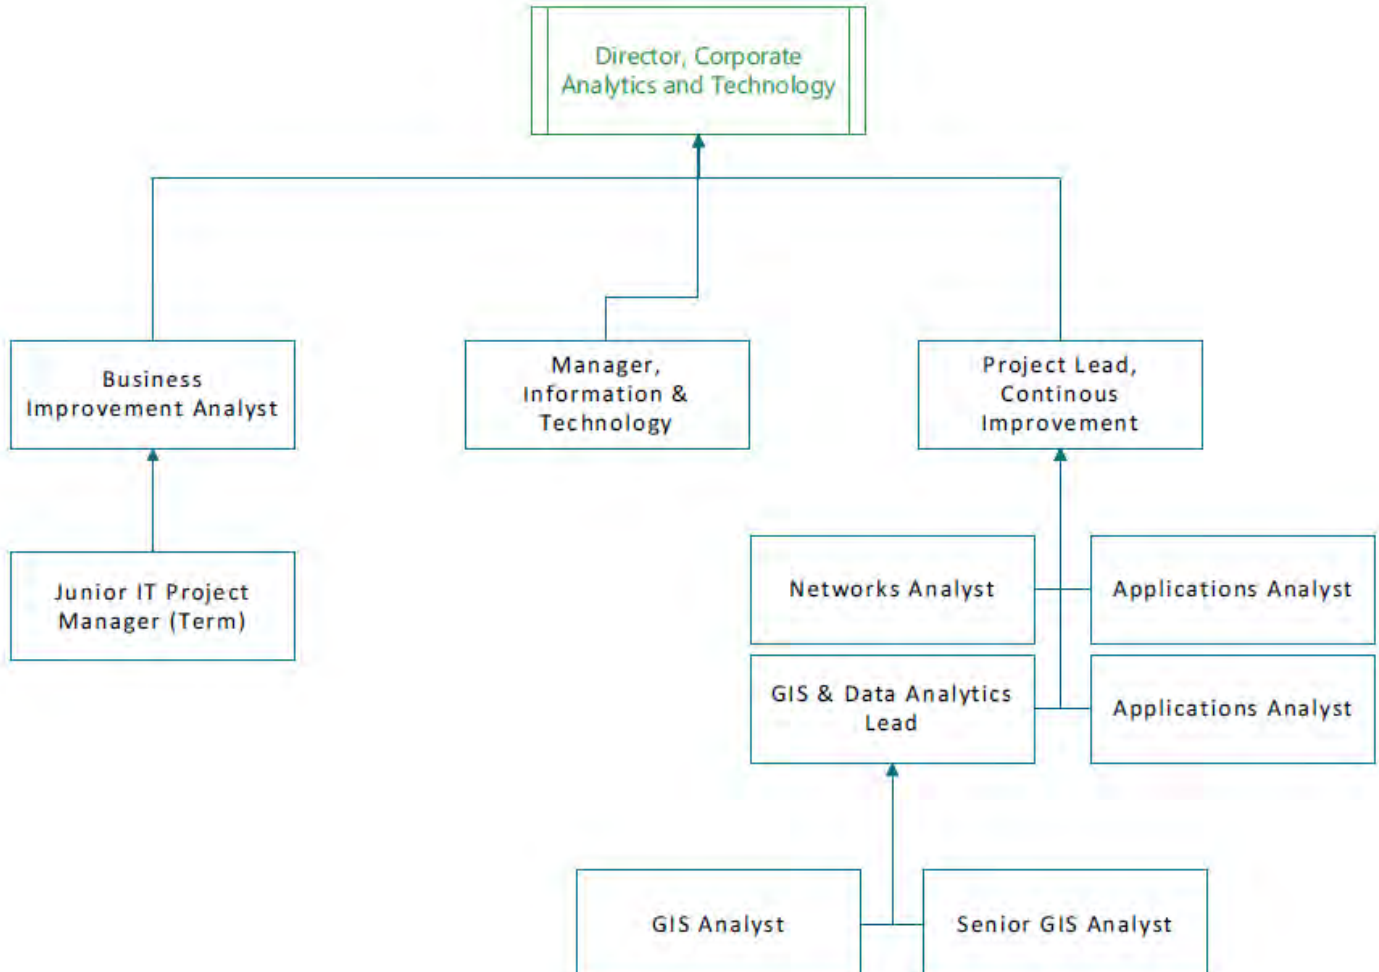 Director, Corporate
Analytics and Technology
Business
Improvement Analyst
Manager,
Information &
Technology
Project Lead,
Continous
Improvement
Junior IT Project
Manager (Term)
Networks Analyst
Applications Analyst
GIS & Data Analytics
Lead
Applications Analyst
GIS Analyst
Senior GIS Analyst